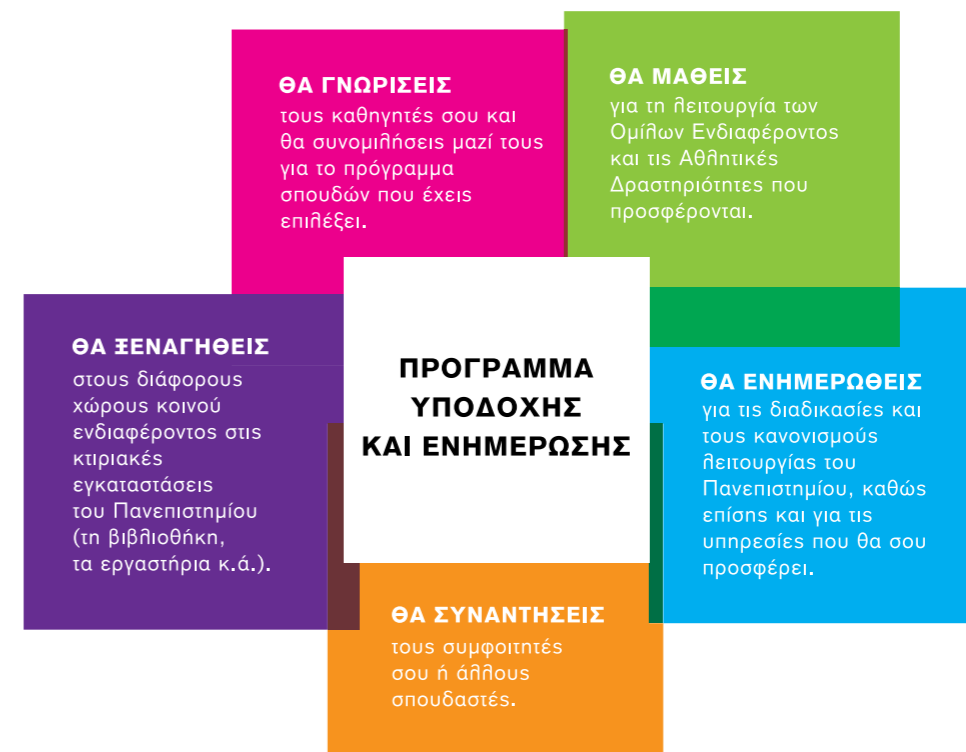 ΘΑ ΓΝΩΡΙΣΕΙΣ
τους καθηγητές σου και
θα συνομιλήσεις μαζί τους
για το πρόγραμμα
σπουδών που έχεις
επιλέξει.
ΘΑ ΜΑΘΕΙΣ
για τη λειτουργία των
Ομίλων Ενδιαφέροντος
και τις Αθλητικές
Δραστηριότητες που
προσφέρονται.
ΘΑ ΞΕΝΑΓΗΘΕΙΣ
στους διάφορους
χώρους κοινού
ενδιαφέροντος στις
κτιριακές
εγκαταστάσεις
του Πανεπιστημίου
(τη βιβλιοθήκη,
τα εργαστήρια κ.ά.).
ΠΡΟΓΡΑΜΜΑ
ΥΠΟΔΟΧΗΣ
ΚΑΙ ΕΝΗΜΕΡΩΣΗΣ
ΘΑ ΕΝΗΜΕΡΩΘΕΙΣ
για τις διαδικασίες και
τους κανονισμούς
λειτουργίας του
Πανεπιστημίου, καθώς
επίσης και για τις
υπηρεσίες που θα σου
προσφέρει.
ΘΑ ΣΥΝΑΝΤΗΣΕΙΣ
τους συμφοιτητές
σου ή άλλους
σπουδαστές.